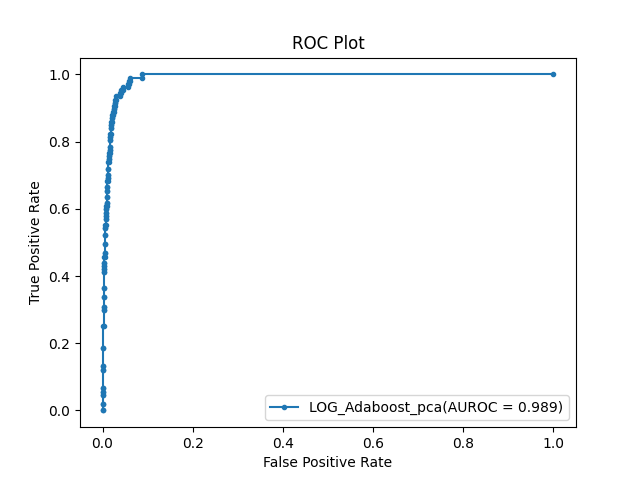 ROC Plot
True Positive Rate
1.0
0.8
0.6
0.4
0.2
0.0
LOG_Adaboost_pca(AUROC = 0.989)
0.0 0.2 0.4 0.6 0.8 1.0
False Positive Rate